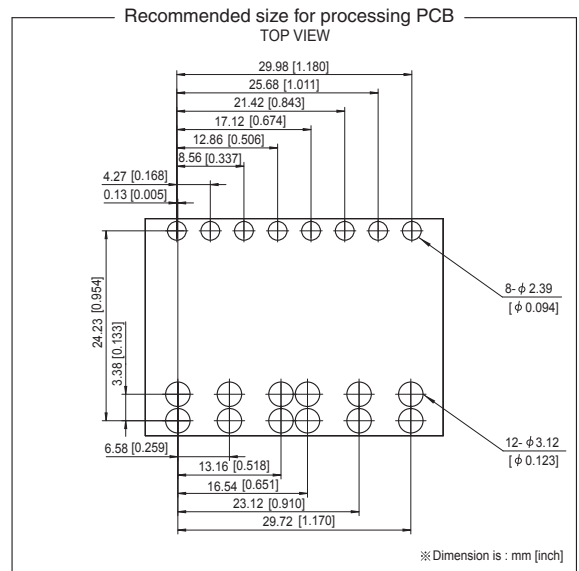 Recommended size for processing PCB
TOP VIEW
29.98 [1.180]
25.68 [1.011]
21.42 [0.843]
17.12 [0.674]
12.86 [0.506]
8.56 [0.337]
4.27 [0.168]
0.13 [0.005]
24.23 [0.954]
3.38 [0.133]
8-ϕ2.39
[ϕ0.094]
12-ϕ3.12
[ϕ0.123]
6.58 [0.259]
13.16 [0.518]
16.54 [0.651]
23.12 [0.910]
29.72 [1.170]
※Dimension is : mm [inch]